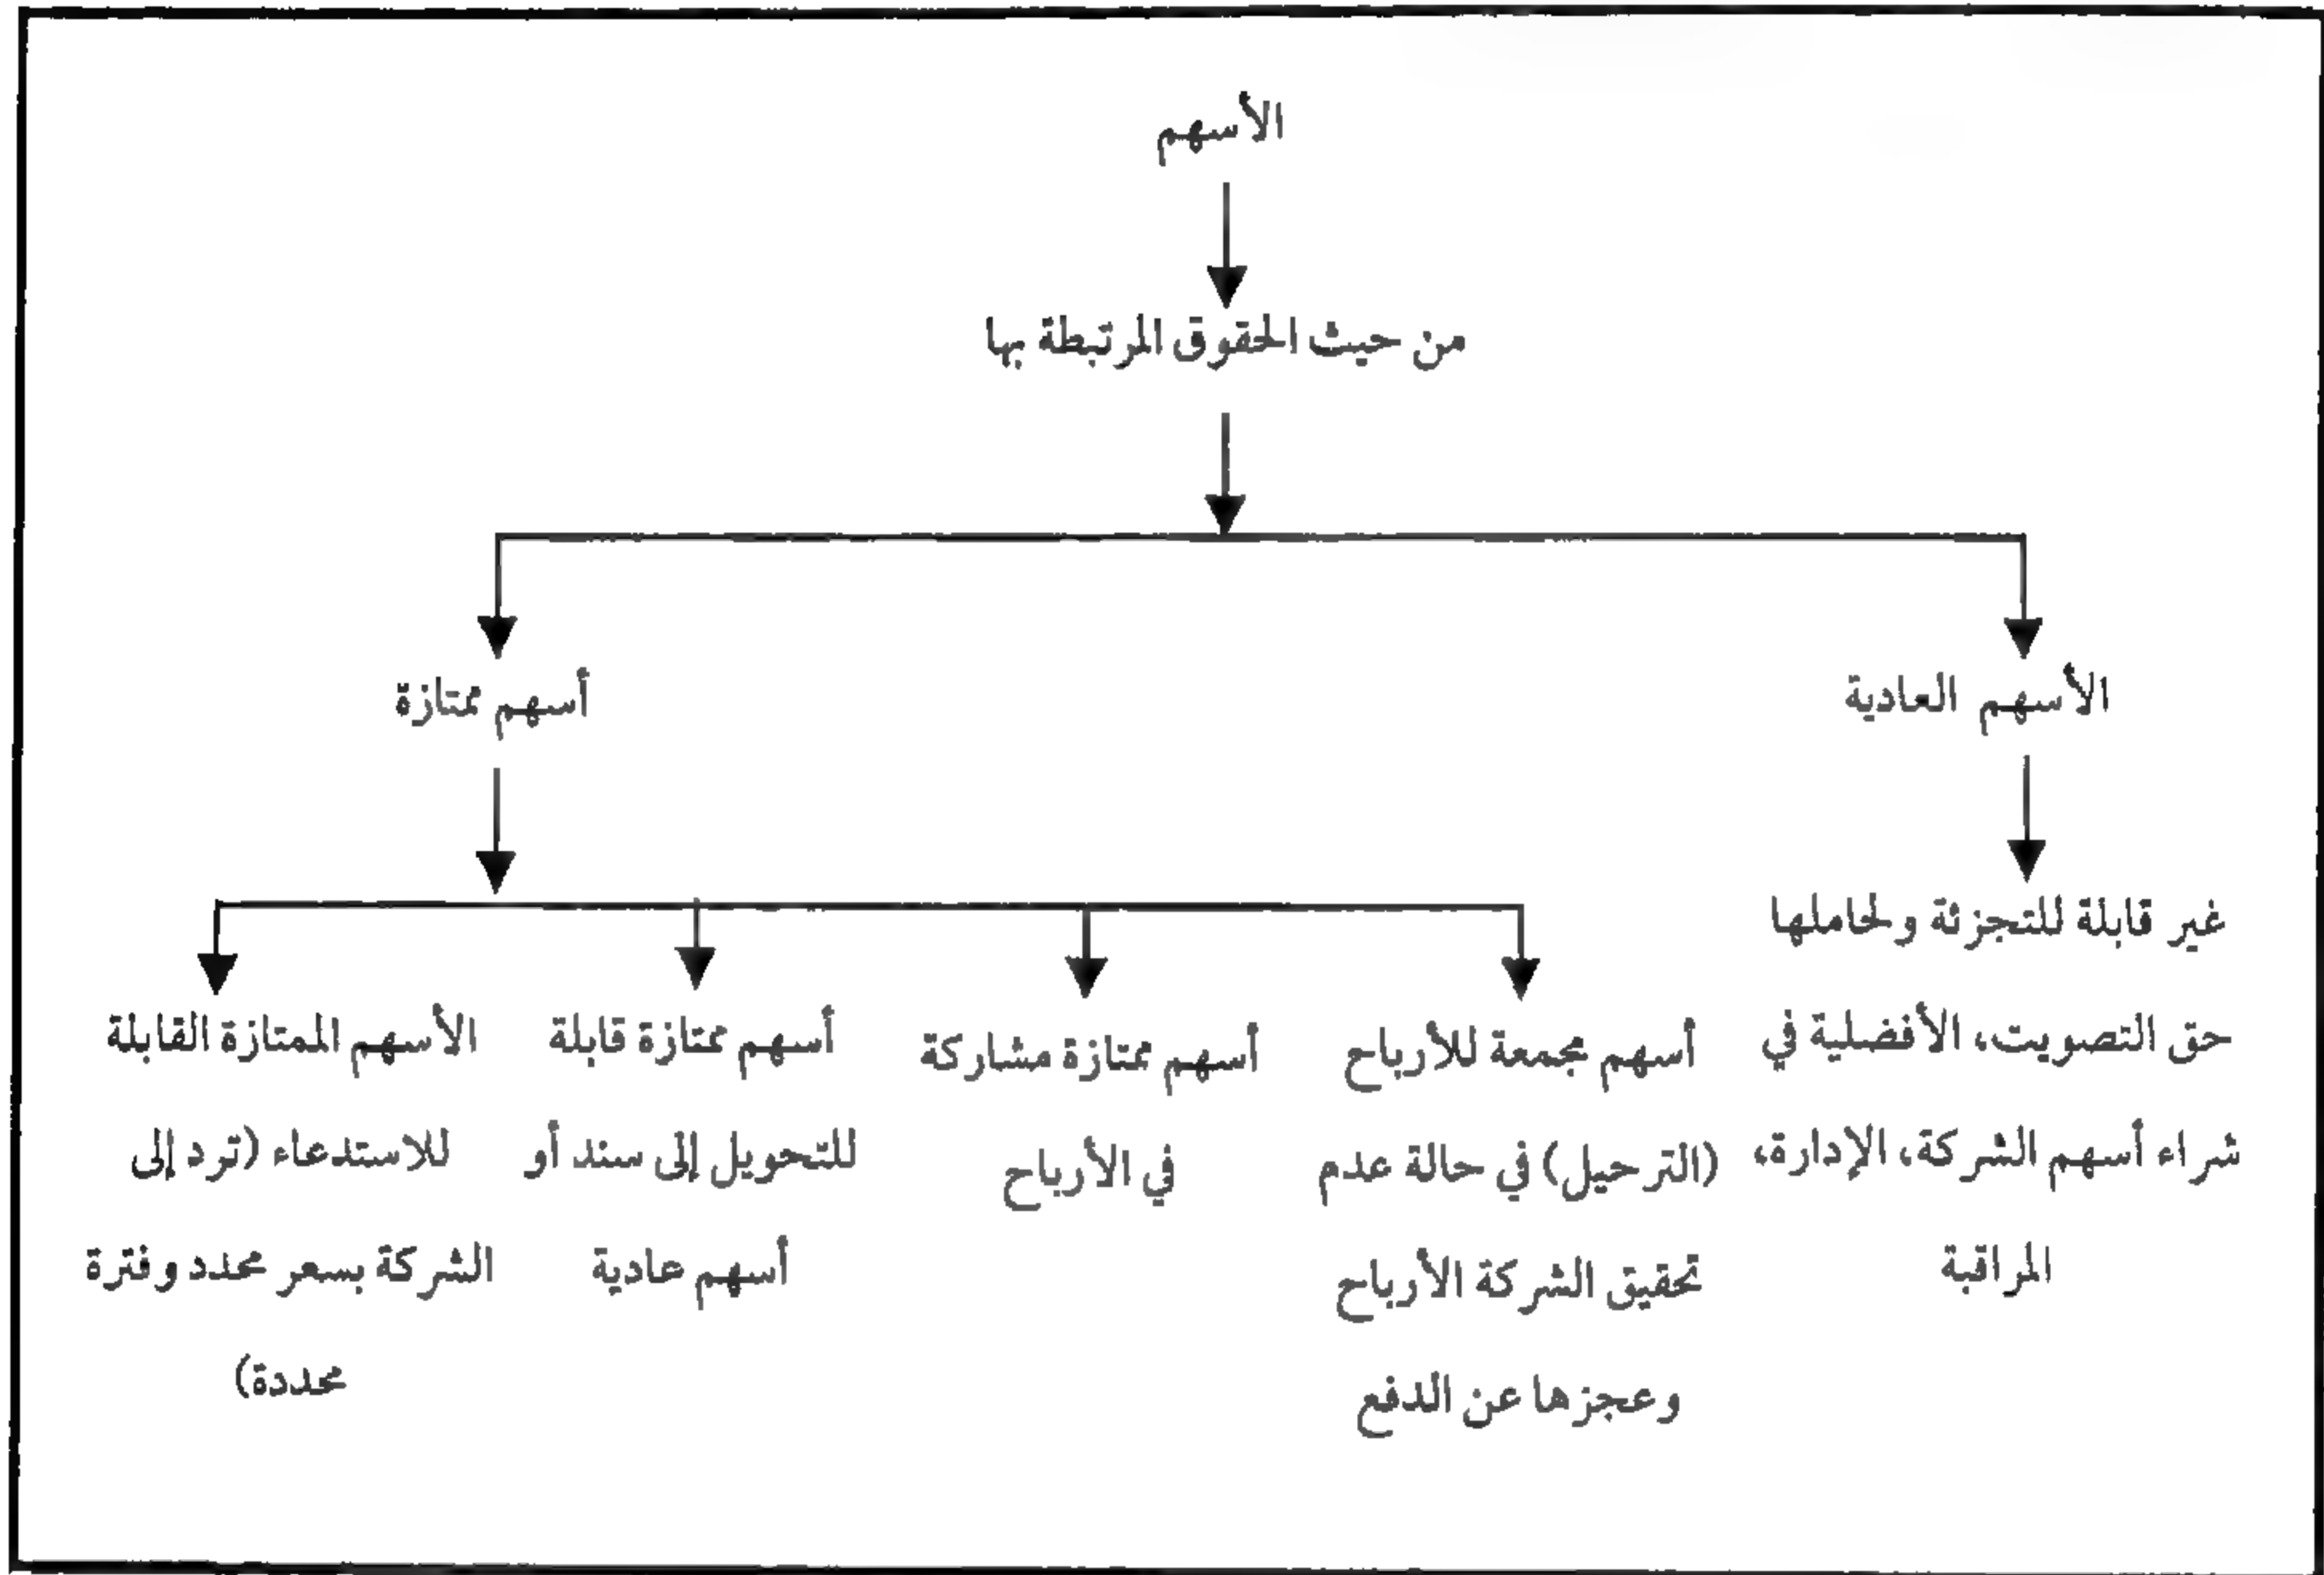 الأسهم
من حيث الحقوق المرتبطة بها
الأسهم العادية
أسهم ممتازة
غير قابلة للتجزئة ولحاملها
حق التصويت، الأفضلية في
شراء أسهم الشركة، الإدارة،
المراقبة
أسهم مجمعة للأرباح
(الترحيل) في حالة عدم
تحقيق الشركة الأرباح
وعجزها عن الدفع
أسهم ممتازة مشاركة
في الأرباح
أسهم ممتازة قابلة
للتحويل إلى سند أو
أسهم عادية
الأسهم الممتازة القابلة
للاستدعاء (ترد إلى
الشركة بسعر محدد وفترة
محددة)